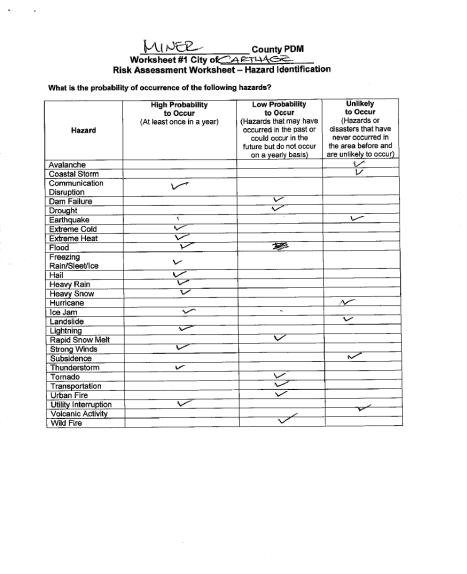 MINER County PDM
Worksheet #1 City of CARTHAGE
Risk Assessment Worksheet – Hazard Identification
What is the probability of occurrence of the following hazards?
Hazard
High Probability
to Occur
(At least once in a year)
Low Probability
to Occur
(Hazards that may have
occurred in the past or
could occur in the
future but do not occur
on a yearly basis)
Unlikely
to Occur
(Hazards or
disasters that have
never occurred in
the area before and
are unlikely to occur)
Avalanche ✓
Coastal Storm ✓
Communication
Disruption ✓
Dam Failure ✓
Drought ✓
Earthquake ✓
Extreme Cold ✓
Extreme Heat ✓
Flood ✓
Freezing
Rain/Sleet/Ice ✓
Hail ✓
Heavy Rain ✓
Heavy Snow ✓
Hurricane ✓
Ice Jam ✓
Landslide ✓
Lightning ✓
Rapid Snow Melt ✓
Strong Winds ✓
Subsidence ✓
Thunderstorm ✓
Tornado ✓
Transportation ✓
Urban Fire ✓
Utility Interruption ✓
Volcanic Activity ✓
Wild Fire ✓